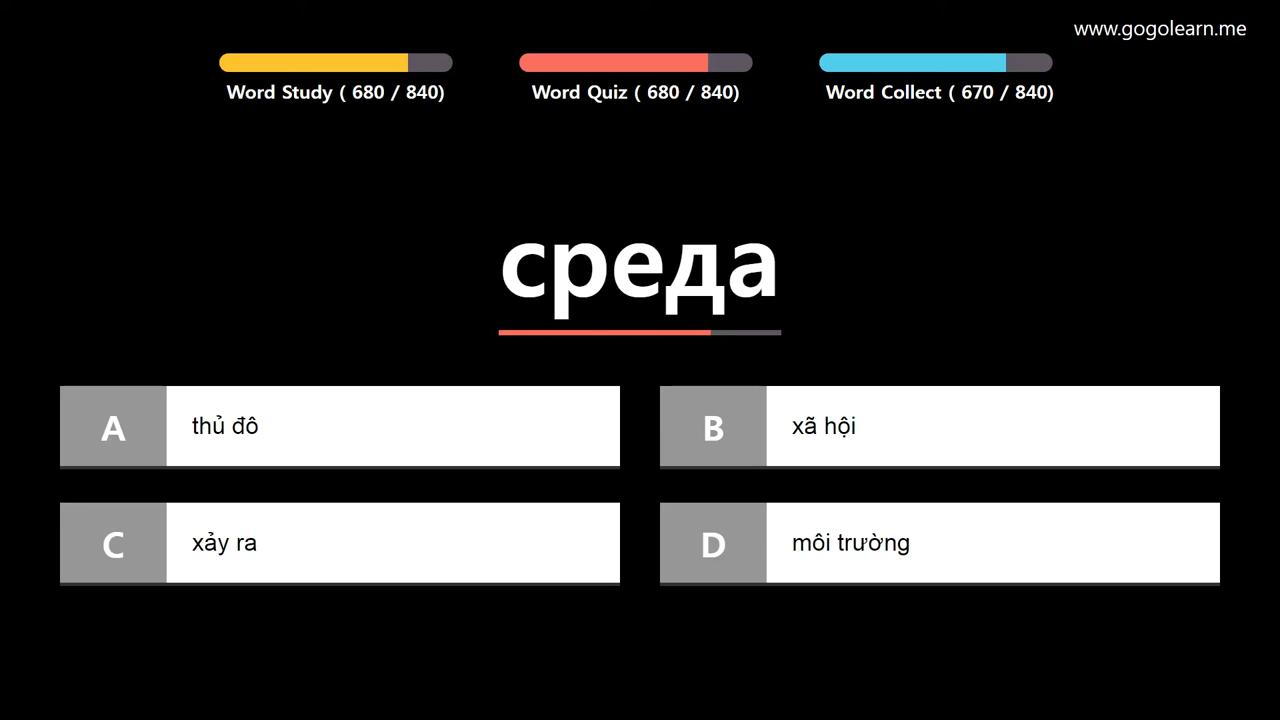 www.gogolearn.me
Word Study ( 680 / 840)
Word Quiz ( 680 / 840)
Word Collect ( 670 / 840)
среда
A thủ đô
B xã hội
C xảy ra
D môi trường